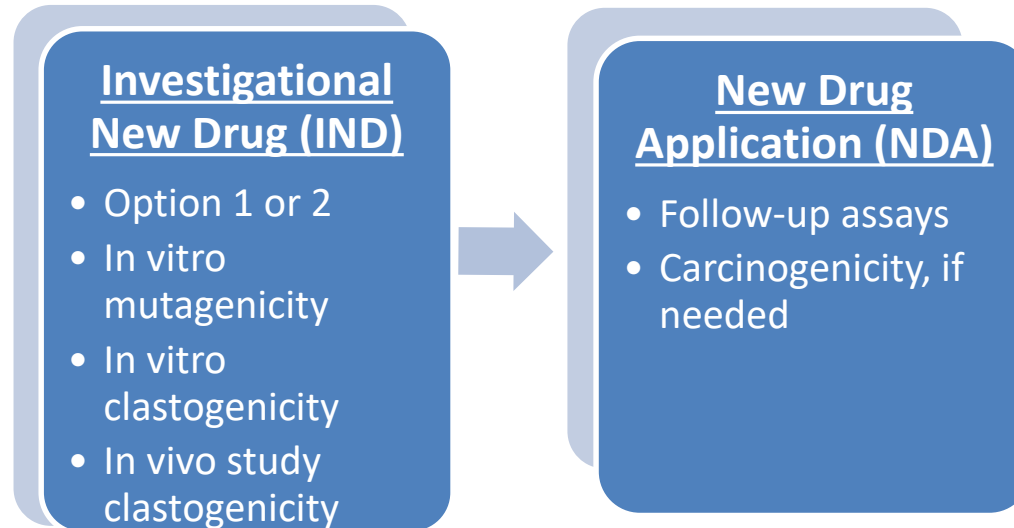 Investigational
New Drug (IND)
• Option 1 or 2
• In vitro
mutagenicity
• In vitro
clastogenicity
• In vivo study
clastogenicity
New Drug
Application (NDA)
• Follow-up assays
• Carcinogenicity, if
needed